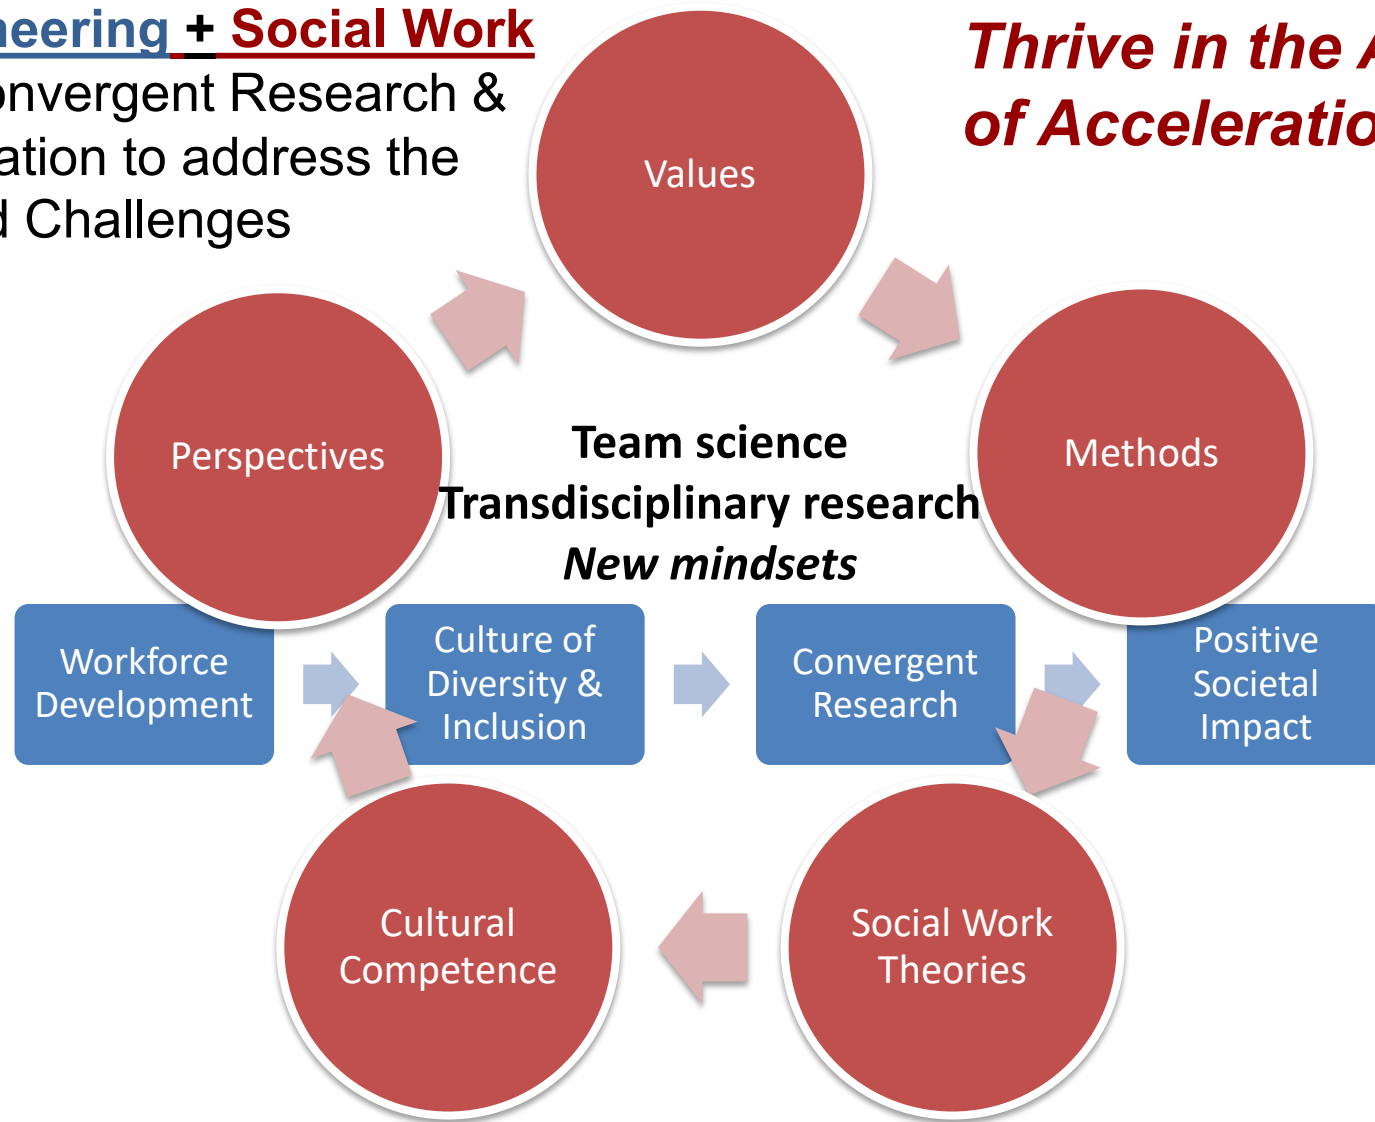 neering + Social Work
onvergent Research &
ation to address the
d Challenges
Thrive in the A
of Acceleratio
Values
Perspectives
Methods
Team science
Transdisciplinary research
New mindsets
Workforce
Development
Culture of
Diversity &
Inclusion
Convergent
Research
Positive
Societal
Impact
Cultural
Competence
Social Work
Theories